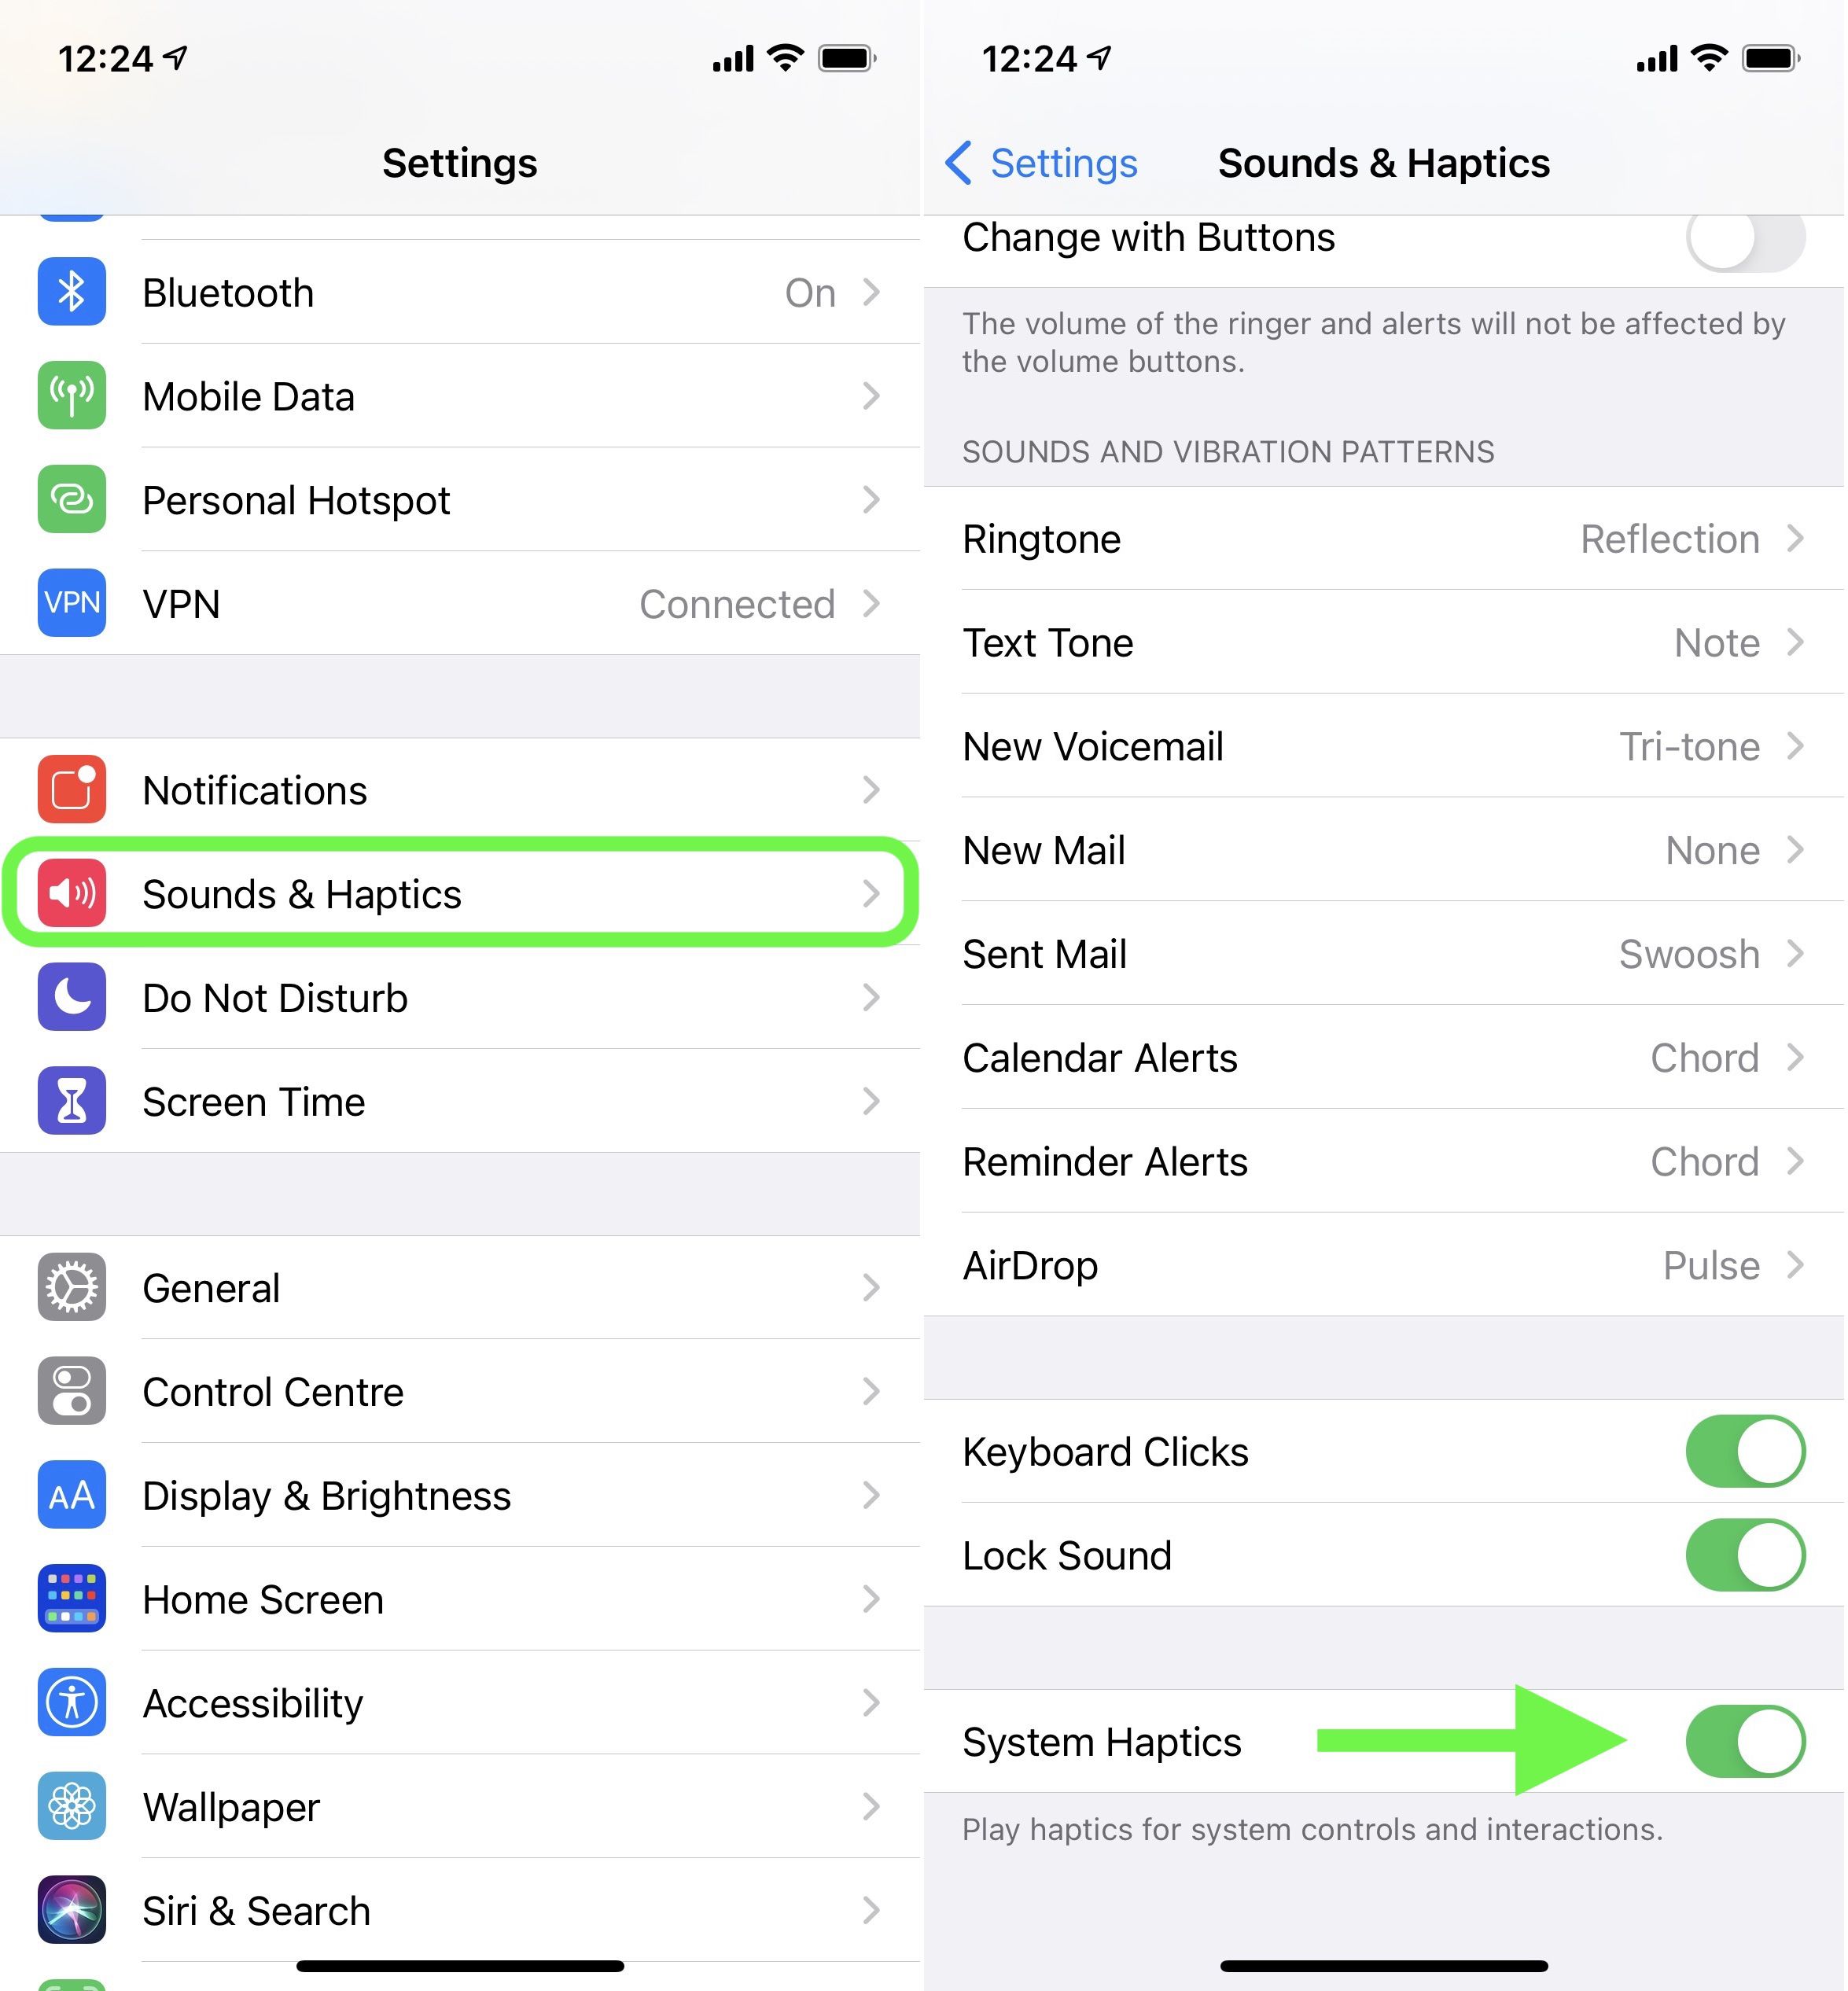 12:24
Settings
Bluetooth On
Mobile Data
Personal Hotspot
VPN VPN Connected
Notifications
Sounds & Haptics
Do Not Disturb
Screen Time
General
Control Centre
AA Display & Brightness
Home Screen
Accessibility
Wallpaper
Siri & Search
12:24
Settings Sounds & Haptics
Change with Buttons
The volume of the ringer and alerts will not be affected by
the volume buttons.
SOUNDS AND VIBRATION PATTERNS
Ringtone Reflection
Text Tone Note
New Voicemail Tri-tone
New Mail None
Sent Mail Swoosh
Calendar Alerts Chord
Reminder Alerts Chord
AirDrop Pulse
Keyboard Clicks
Lock Sound
System Haptics
Play haptics for system controls and interactions.